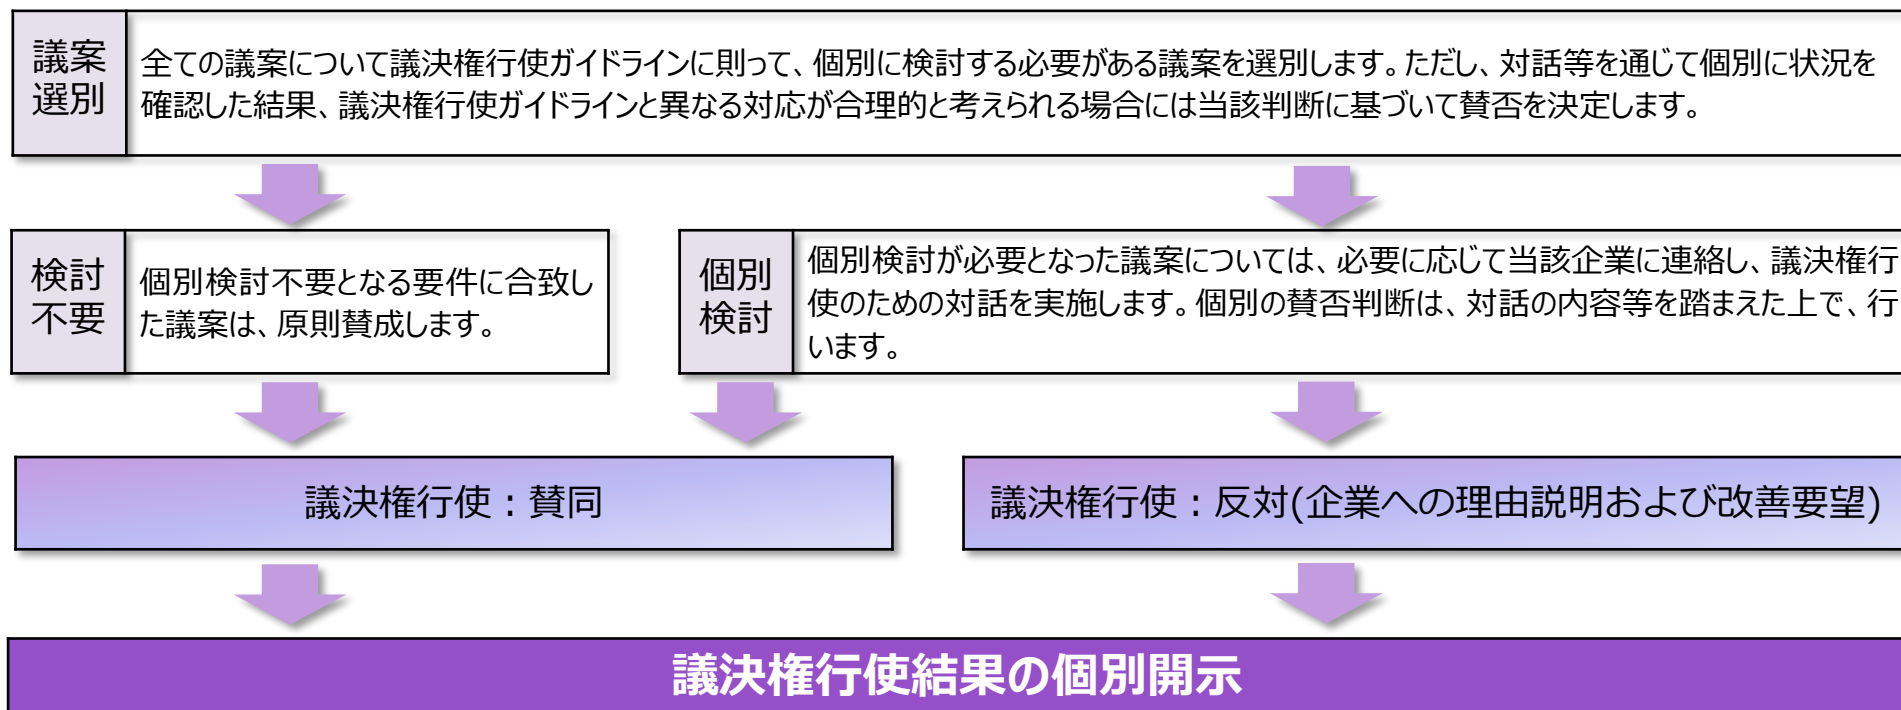 議案
選別
全ての議案について議決権行使ガイドラインに則って、個別に検討する必要がある議案を選別します。ただし、対話等を通じて個別に状況を
確認した結果、議決権行使ガイドラインと異なる対応が合理的と考えられる場合には当該判断に基づいて賛否を決定します。
検討
不要
個別検討不要となる要件に合致し
た議案は、原則賛成します。
個別
検討
個別検討が必要となった議案については、必要に応じて当該企業に連絡し、議決権行
使のための対話を実施します。個別の賛否判断は、対話の内容等を踏まえた上で、行
います。
議決権行使：賛同
議決権行使：反対(企業への理由説明および改善要望)
議決権行使結果の個別開示